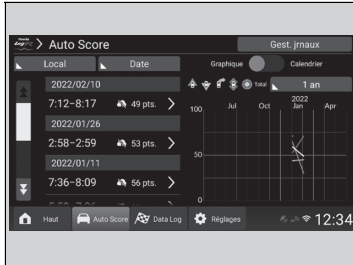 Honda
LogR > Auto Score
Gest. jrnaux
Local
Date
Graphique
Calendrier
Total
1 an
2022/02/10
7:12-8:17 49 pts.
2022/01/26
2:58-2:59 53 pts.
2022/01/11
7:36-8:09 56 pts.
100
50
0
Jul
Oct
2022
Jan
Apr
Haut
Auto Score
Data Log
Réglages
12:34